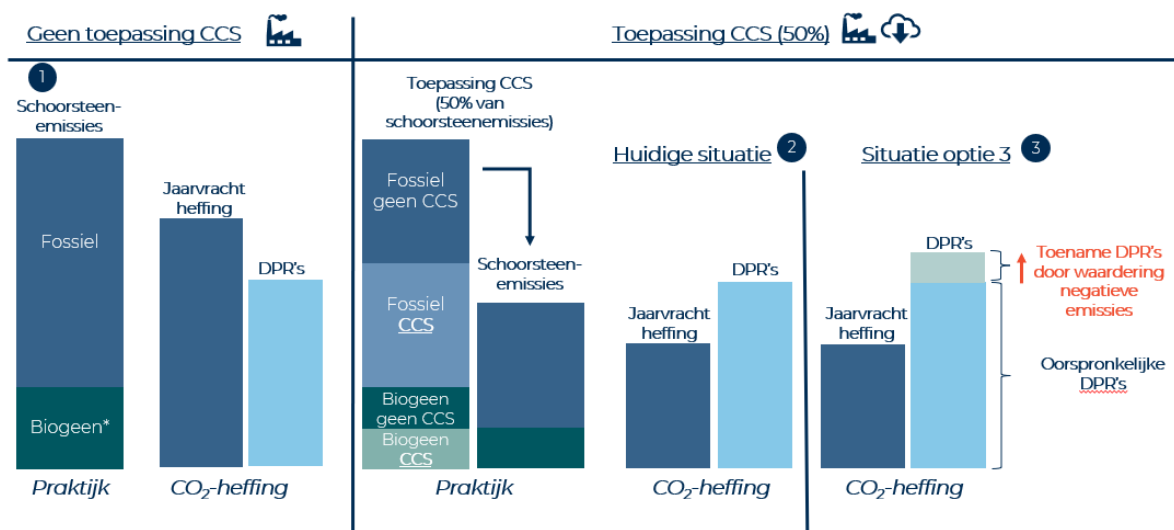 Geen toepassing CCS
Toepassing CCS (50%)
1
Schoorsteen-
emissies
Fossiel
Biogeen*
Praktijk
Jaarvracht
heffing
DPR's
CO₂-heffing
Toepassing CCS
(50% van
schoorsteenemissies)
Fossiel
geen CCS
Fossiel
CCS
Biogeen
geen CCS
Biogeen
CCS
Schoorsteen-
emissies
Praktijk
Huidige situatie
2
Jaarvracht
heffing
DPR's
CO₂-heffing
Situatie optie 3
3
Jaarvracht
heffing
DPR's
Toename DPR's
door waardering
negatieve
emissies
Oorspronkelijke
DPR's
CO₂-heffing